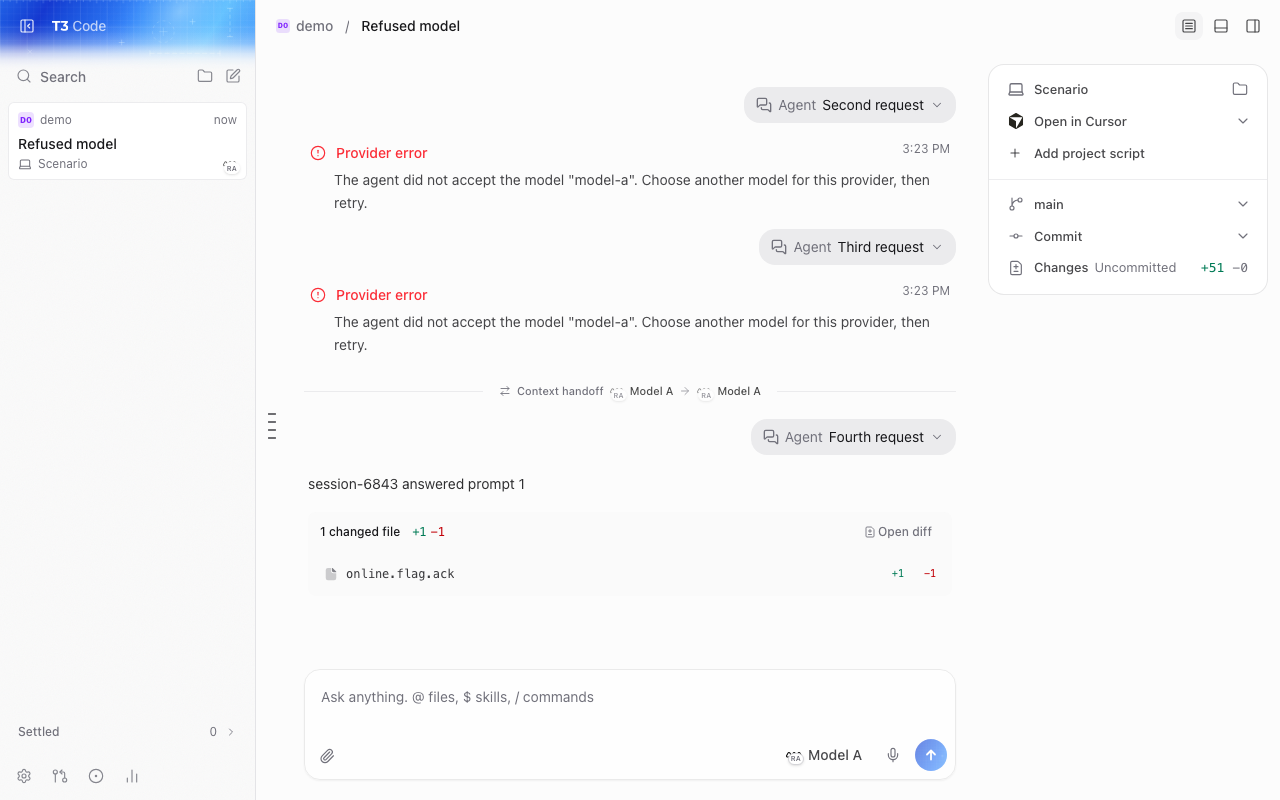 T3 Code
DO demo / Refused model
Search
DO demo now
Refused model
Scenario
RA
Agent Second request
Provider error 3:23 PM
The agent did not accept the model "model-a". Choose another model for this provider, then
retry.
Agent Third request
Provider error 3:23 PM
The agent did not accept the model "model-a". Choose another model for this provider, then
retry.
Context handoff RA Model A → RA Model A
Agent Fourth request
session-6843 answered prompt 1
1 changed file +1 −1 Open diff
online.flag.ack +1 −1
Ask anything. @ files, $ skills, / commands
RA Model A
Scenario
Open in Cursor
Add project script
main
Commit
Changes Uncommitted +51 −0
Settled 0